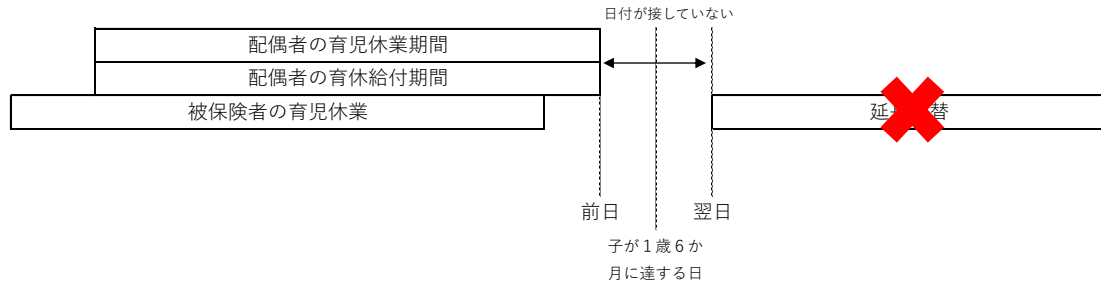 日付が接していない
配偶者の育児休業期間
配偶者の育休給付期間
被保険者の育児休業
延 替
前日
翌日
子が１歳６か
月に達する日